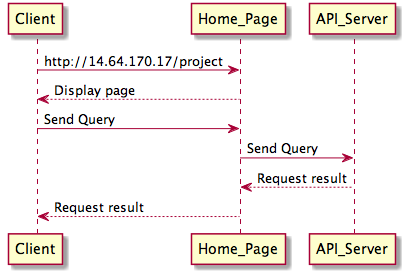 Client Home_Page API_Server
http://14.64.170.17/project
Display page
Send Query
Send Query
Request result
Request result
Client Home_Page API_Server